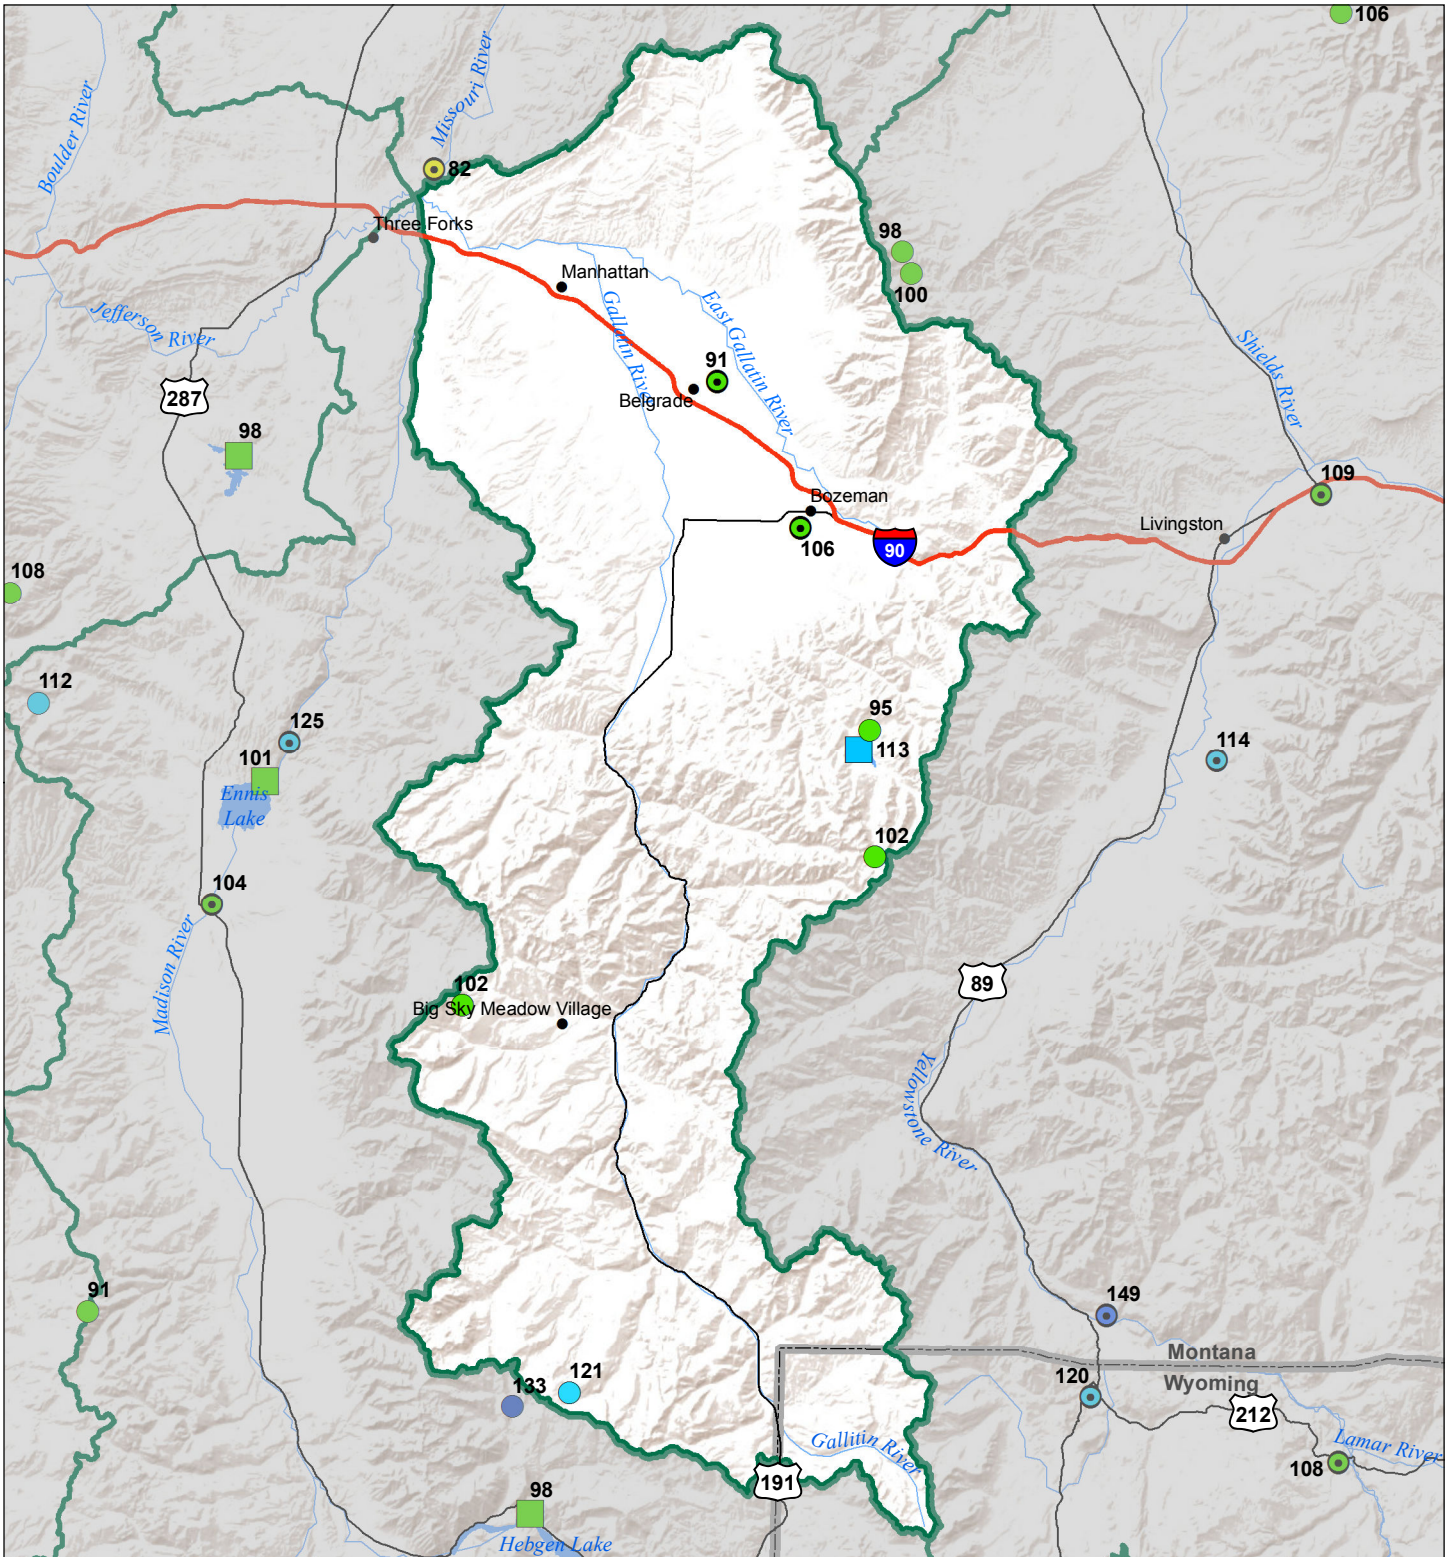 106
Missouri River
Boulder River
82
Three Forks
98
100
Manhattan
East Gallatin River
Gallatin River
Jefferson River
Shields River
287
91
Belgrade
98
109
Bozeman
Livingston
106
90
108
112
125
95
113
114
101
Ennis
Lake
102
104
Madison River
102
Big Sky Meadow Village
89
Yellowstone River
91
149
Montana
Wyoming
133
121
120
212
Gallitin River
Lamar River
108
191
98
Hebgen Lake